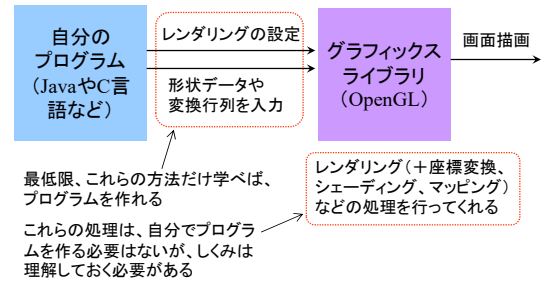 自分の
プログラム
（JavaやC言
語など）
レンダリングの設定
形状データや
変換行列を入力
グラフィックス
ライブラリ
（OpenGL）
画面描画
最低限、これらの方法だけ学べば、
プログラムを作れる
これらの処理は、自分でプログラ
ムを作る必要はないが、しくみは
理解しておく必要がある
レンダリング（＋座標変換、
シェーディング、マッピング）
などの処理を行ってくれる